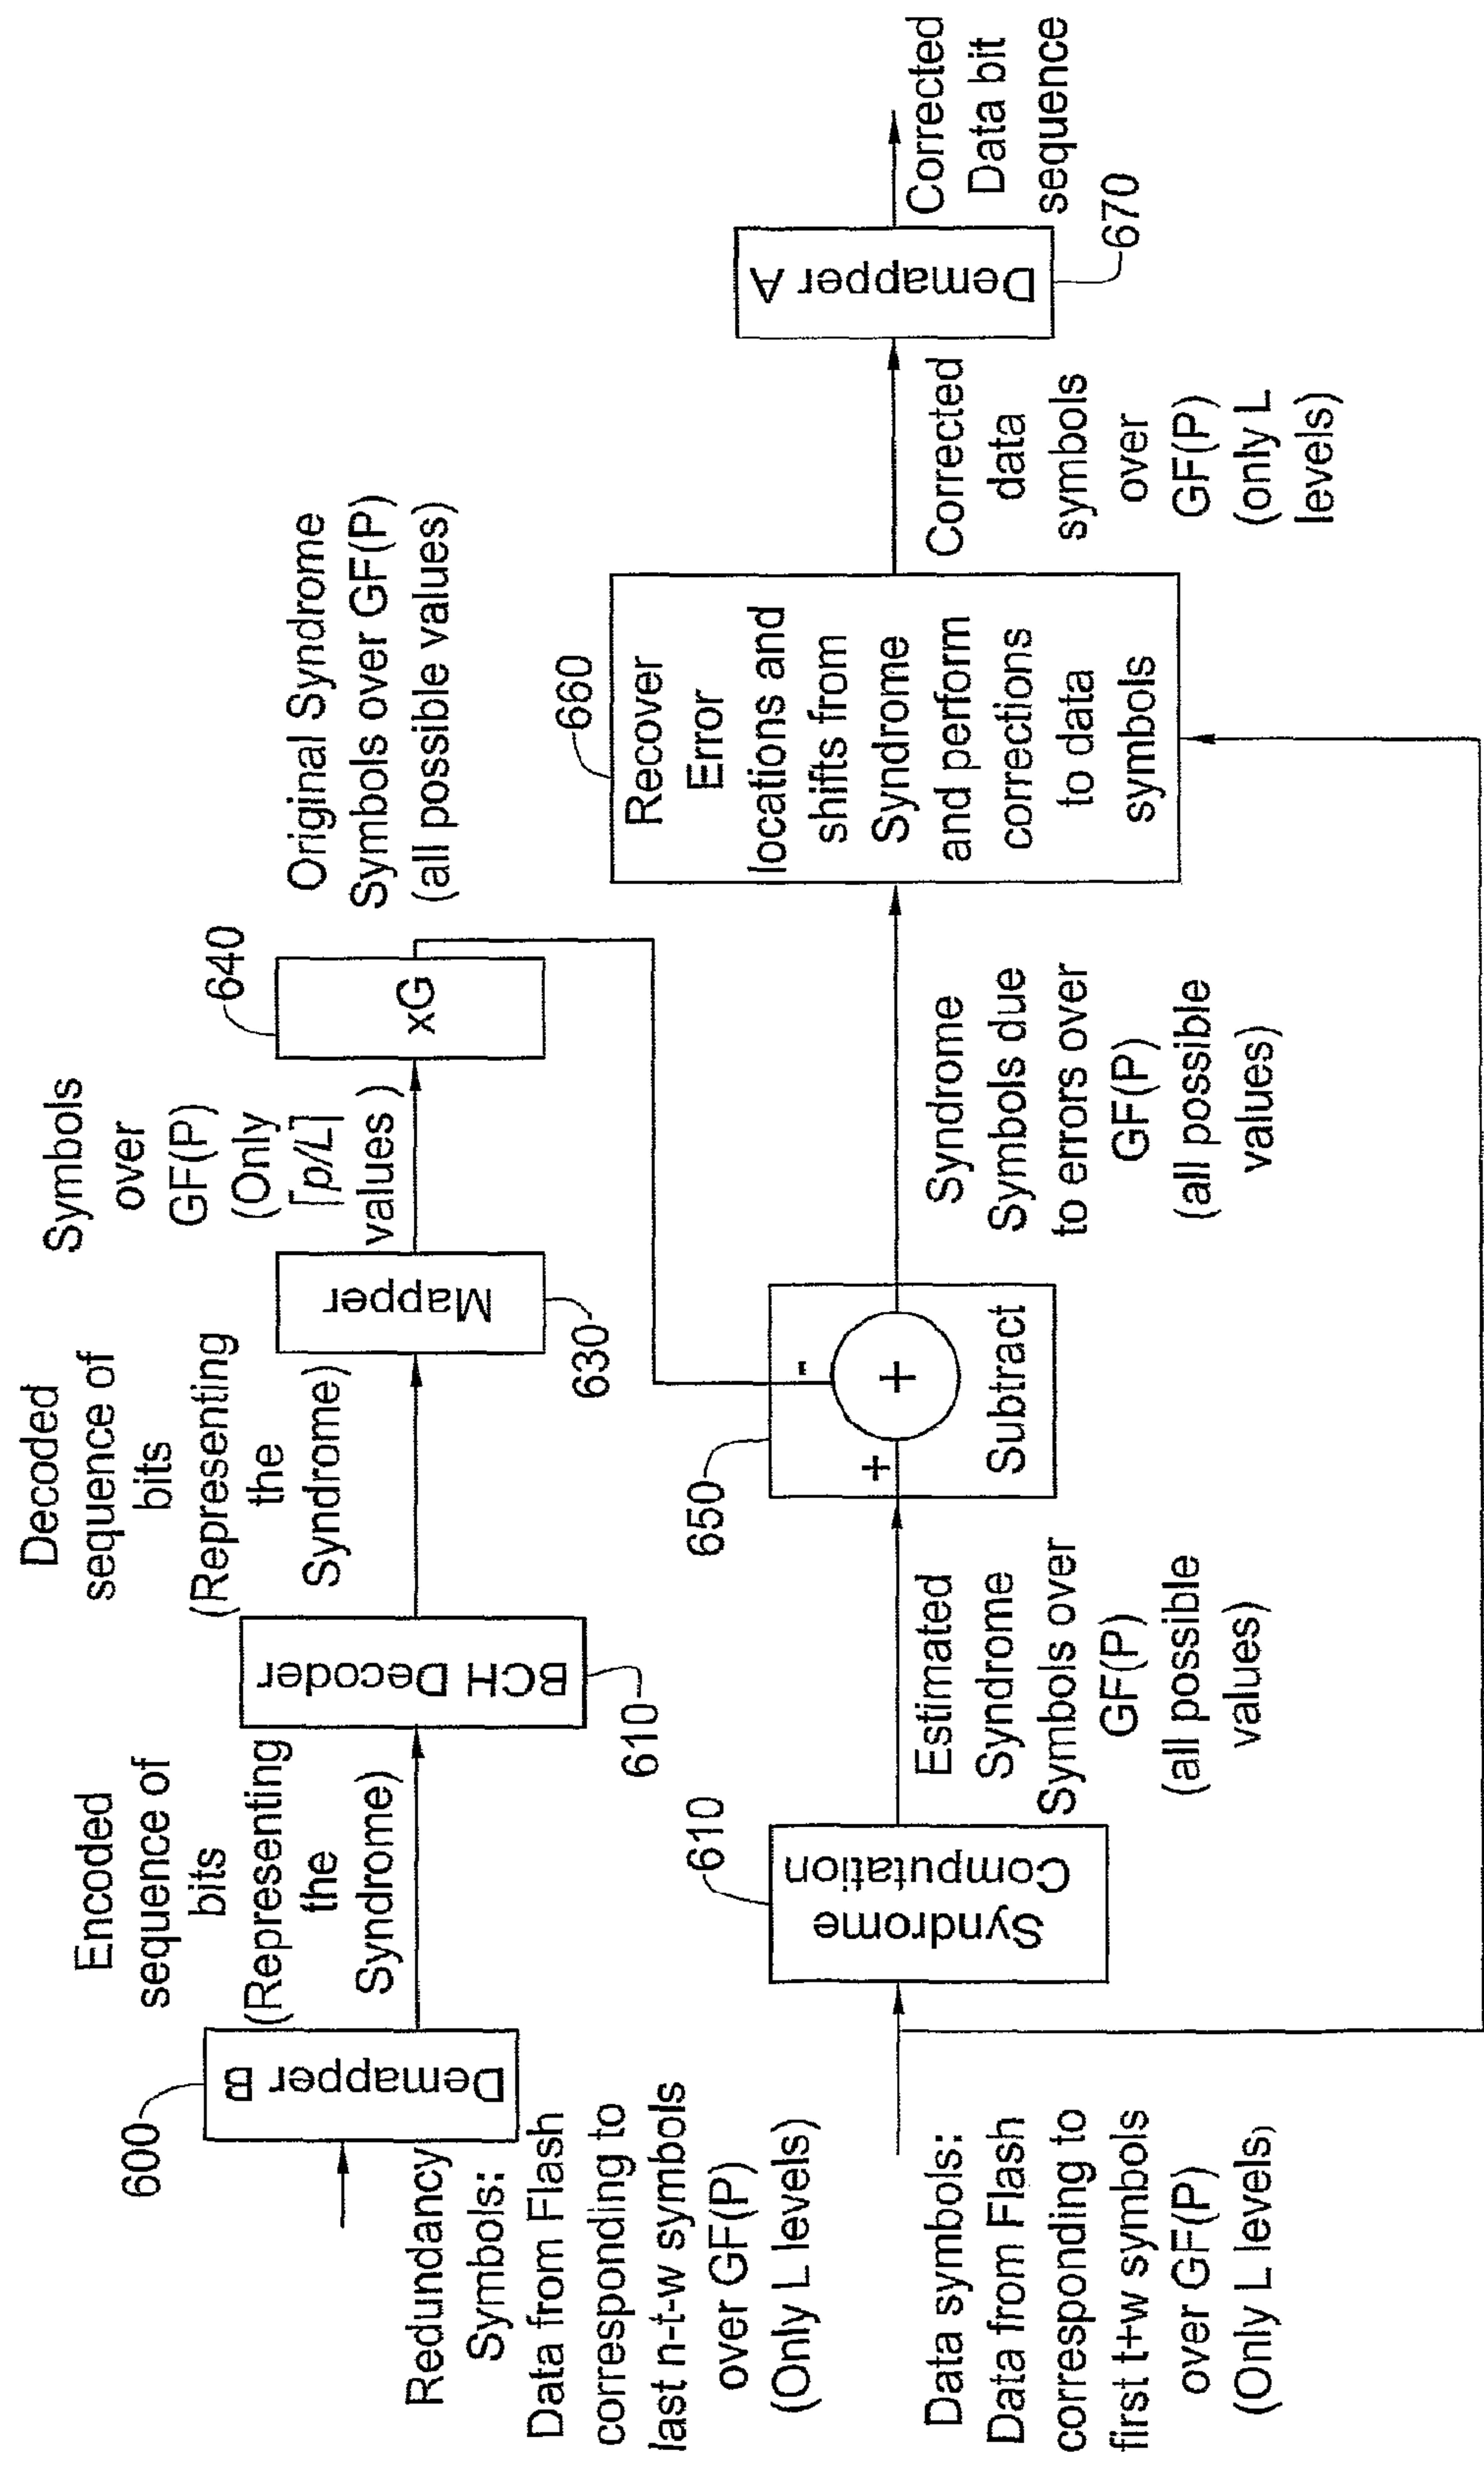 600
Demapper B
Redundancy
Symbols:
Data from Flash
corresponding to
last n-t-w symbols
over GF(P)
(Only L levels)
Encoded
sequence of
bits
(Representing
the
Syndrome)
BCH Decoder
610
Decoded
sequence of
bits
(Representing
the
Syndrome)
Mapper
630
Symbols
over
GF(P)
(Only
⌈p/L⌉
values )
640
xG
Original Syndrome
Symbols over GF(P)
(all possible values)
Data symbols:
Data from Flash
corresponding to
first t+w symbols
over GF(P)
(Only L levels)
610
Syndrome
Computation
Estimated
Syndrome
Symbols over
GF(P)
(all possible
values)
650
+
-
+
Subtract
Syndrome
Symbols due
to errors over
GF(P)
(all possible
values)
660
Recover
Error
locations and
shifts from
Syndrome
and perform
corrections
to data
symbols
Corrected
data
symbols
over
GF(P)
(only L
levels)
Demapper A
670
Corrected
Data bit
sequence